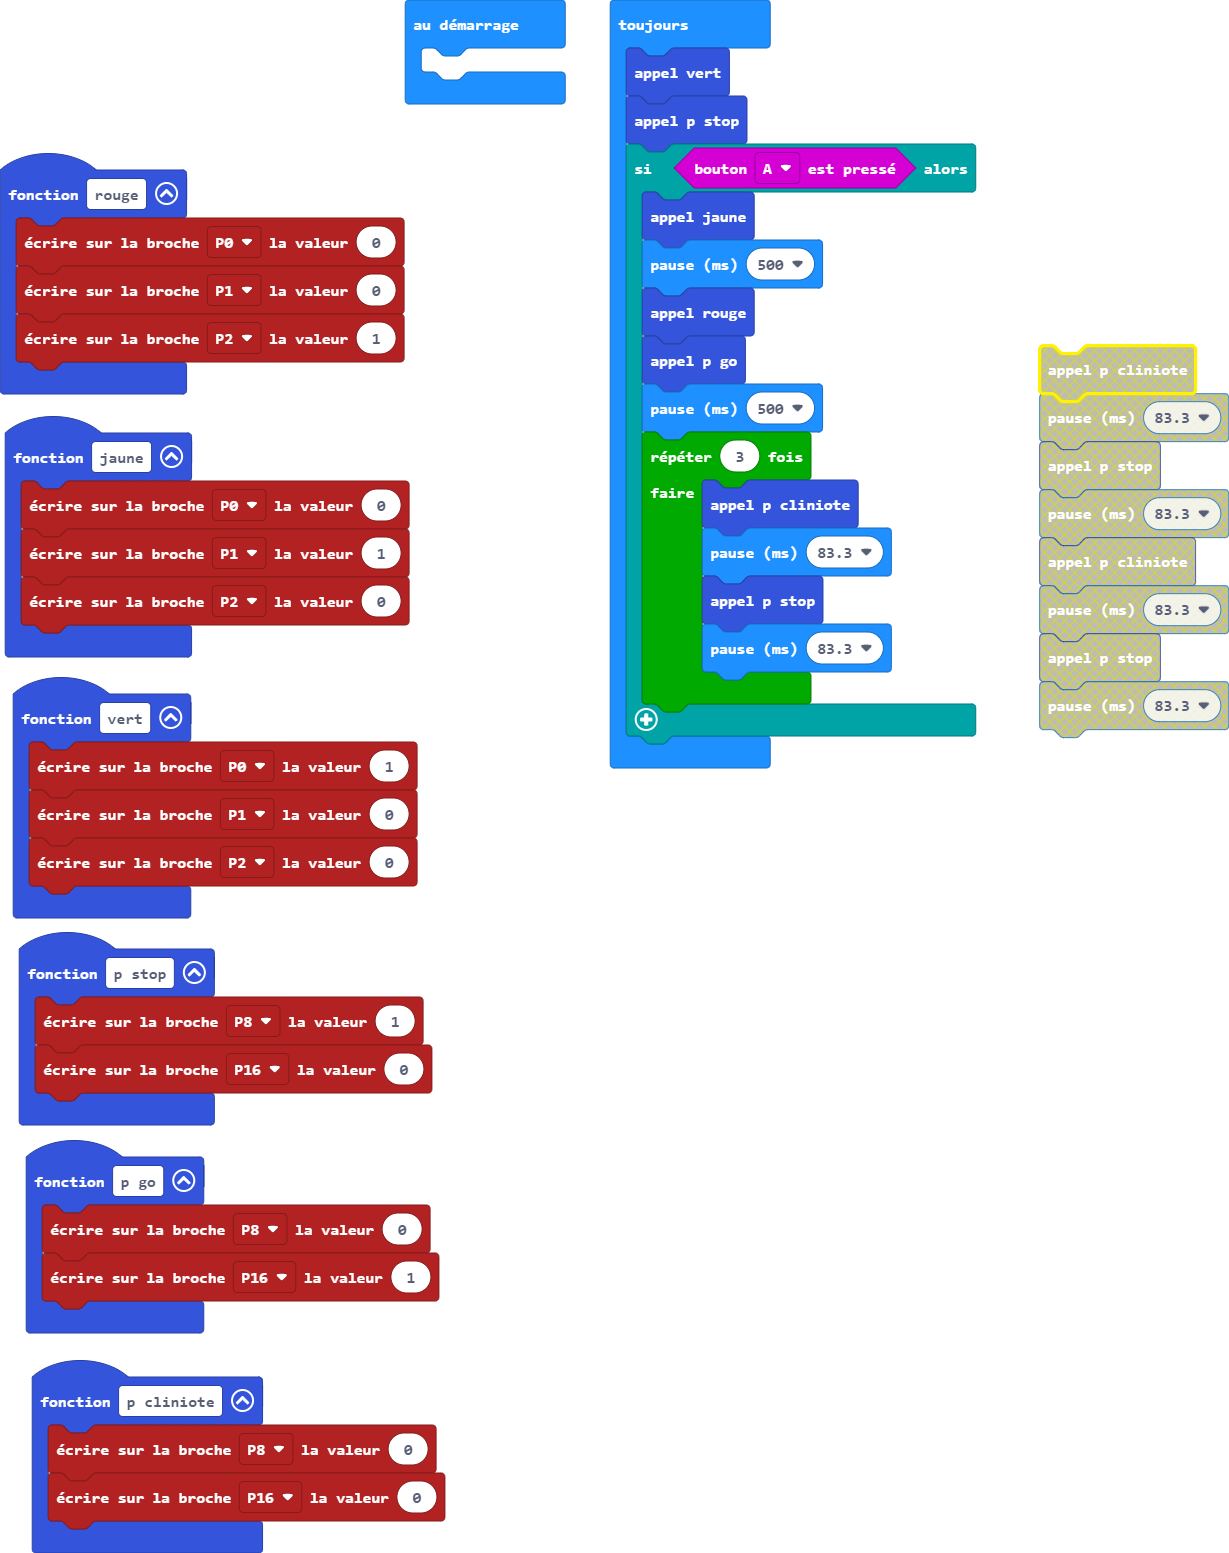 au démarrage
toujours
appel vert
appel p stop
si bouton A est pressé alors
appel jaune
pause (ms) 500
appel rouge
appel p go
pause (ms) 500
répéter 3 fois
faire appel p cliniote
pause (ms) 83.3
appel p stop
pause (ms) 83.3
appel p cliniote
pause (ms) 83.3
appel p stop
pause (ms) 83.3
appel p cliniote
pause (ms) 83.3
appel p stop
pause (ms) 83.3
fonction rouge
écrire sur la broche P0 la valeur 0
écrire sur la broche P1 la valeur 0
écrire sur la broche P2 la valeur 1
fonction jaune
écrire sur la broche P0 la valeur 0
écrire sur la broche P1 la valeur 1
écrire sur la broche P2 la valeur 0
fonction vert
écrire sur la broche P0 la valeur 1
écrire sur la broche P1 la valeur 0
écrire sur la broche P2 la valeur 0
fonction p stop
écrire sur la broche P8 la valeur 1
écrire sur la broche P16 la valeur 0
fonction p go
écrire sur la broche P8 la valeur 0
écrire sur la broche P16 la valeur 1
fonction p cliniote
écrire sur la broche P8 la valeur 0
écrire sur la broche P16 la valeur 0